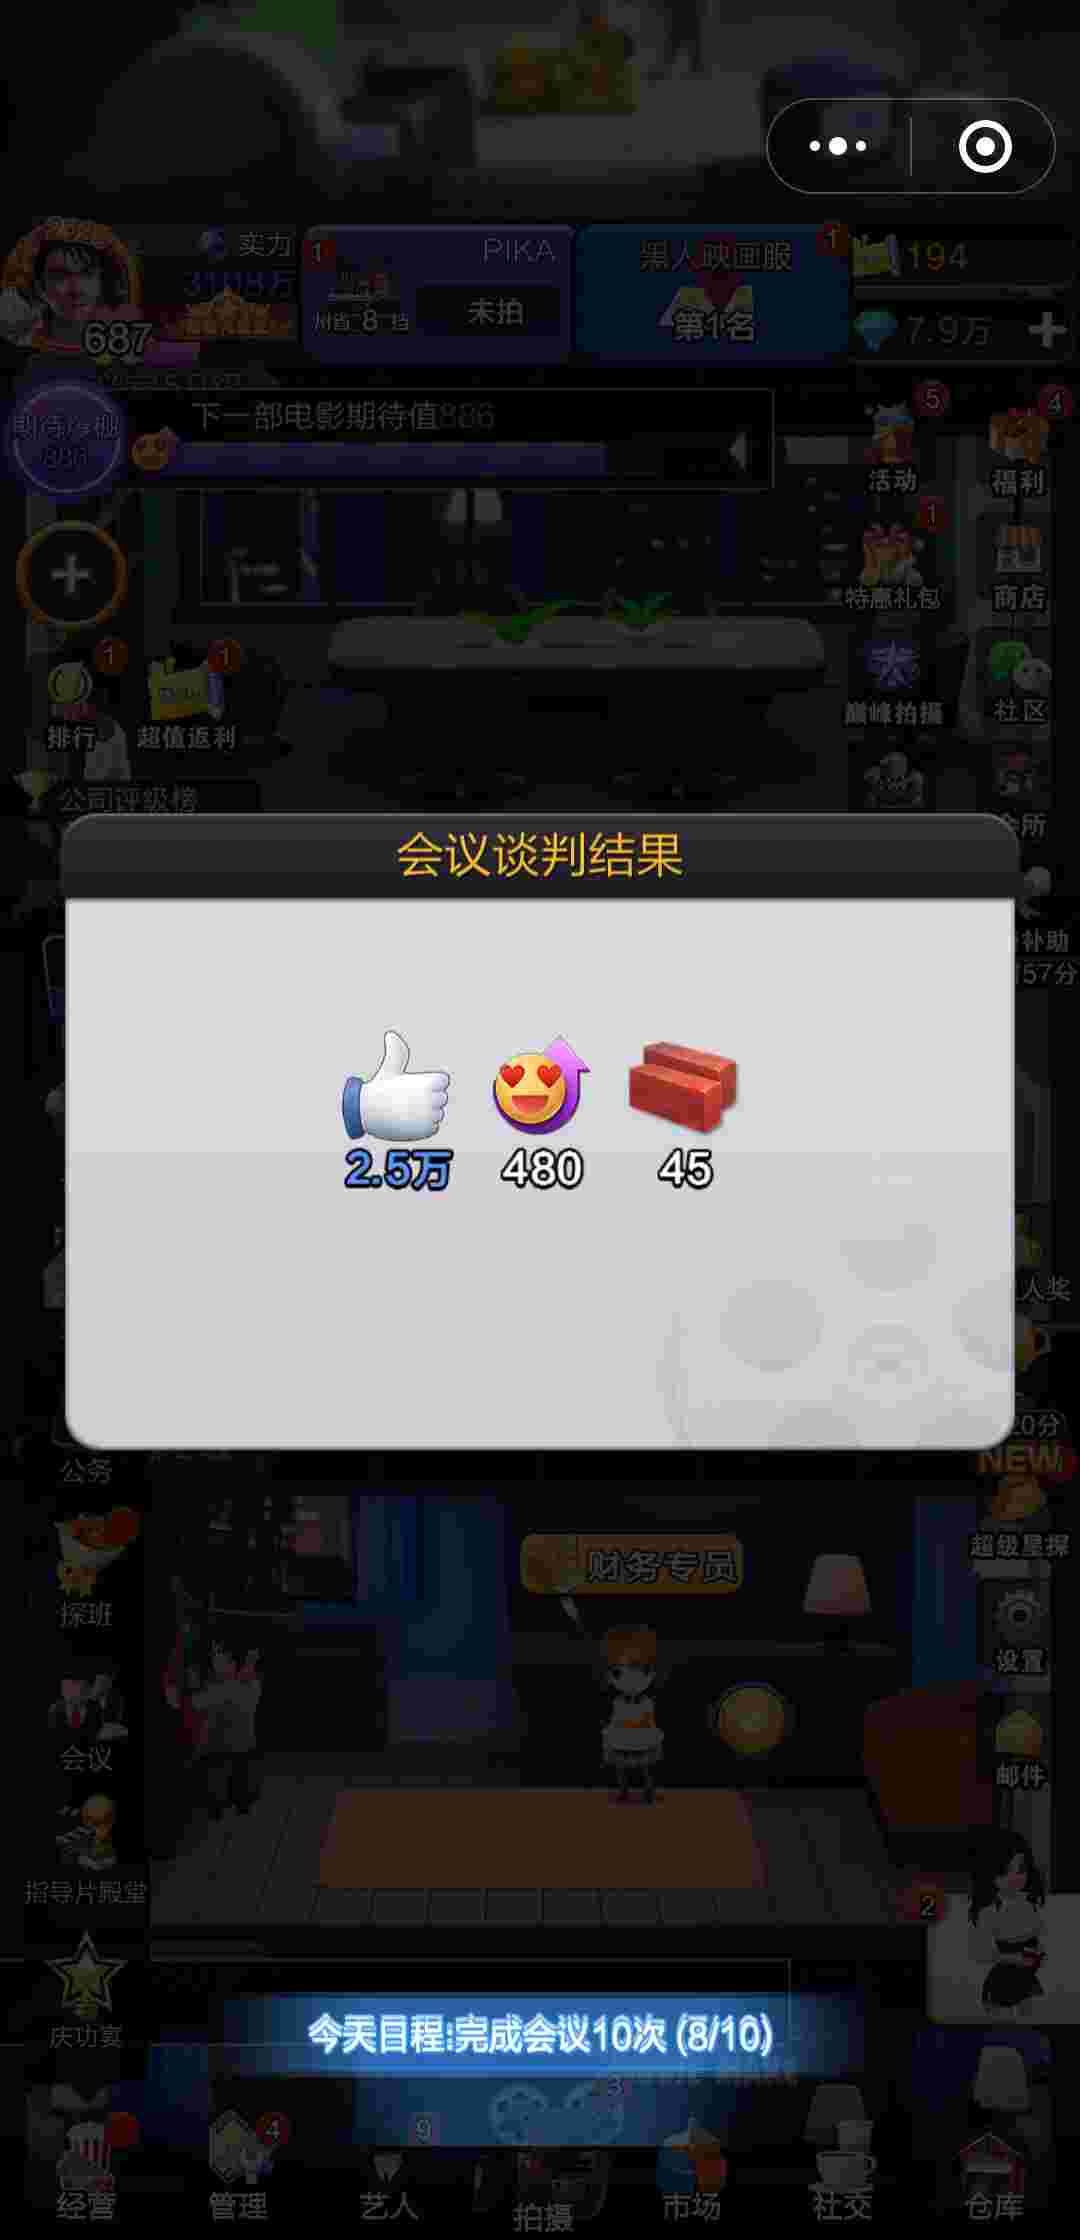 卖力
3108万
687
1
PIKA
州省 8 档
未拍
黑人映画服
1
第1名
194
7.9万
期待爆棚
886
下一部电影期待值886
5
活动
4
福利
1
特惠礼包
商店
1
排行
1
超值返利
巅峰拍摄
社区
公司评级榜
会所
会议谈判结果
补助
57分
2.5万
480
45
人奖
20分
公务
NEW
超级星探
财务专员
探班
设置
会议
邮件
指导片殿堂
2
庆功宴
今天日程:完成会议10次 (8/10)
3
4
9
经营
管理
艺人
拍摄
市场
社交
仓库